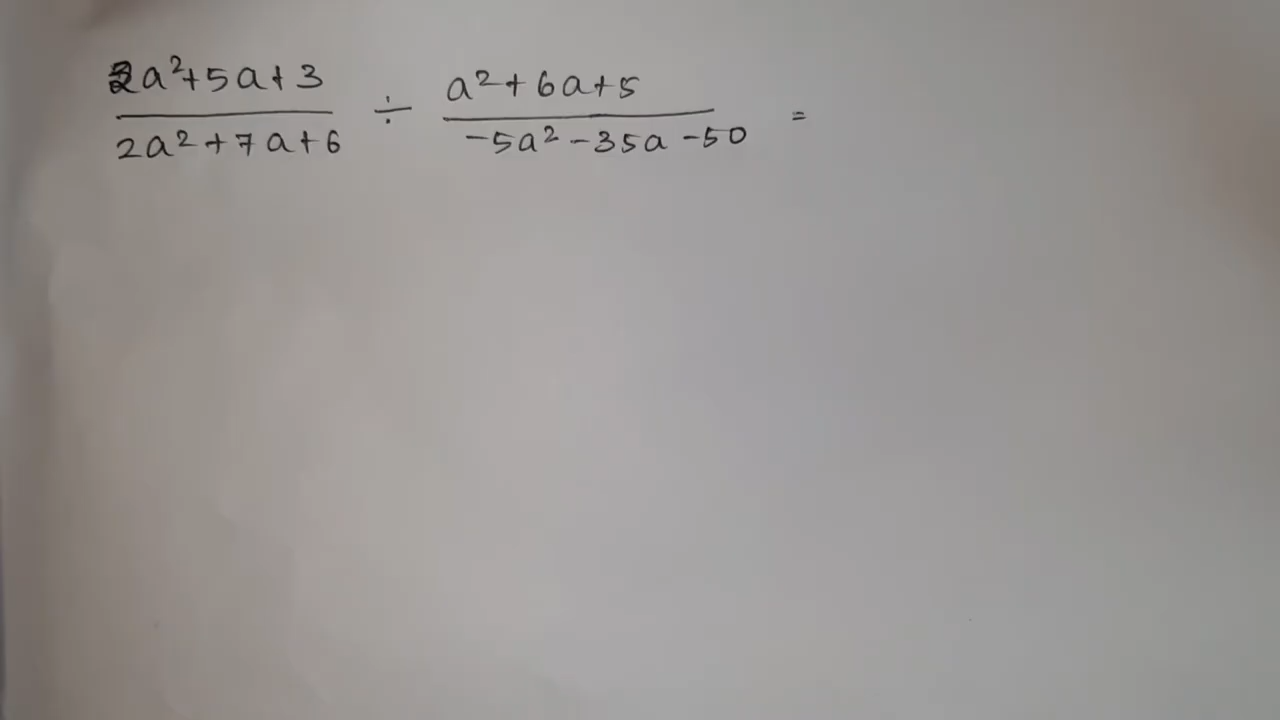 2a²+5a+3 / 2a²+7a+6 ÷ a²+6a+5 / -5a²-35a-50 =